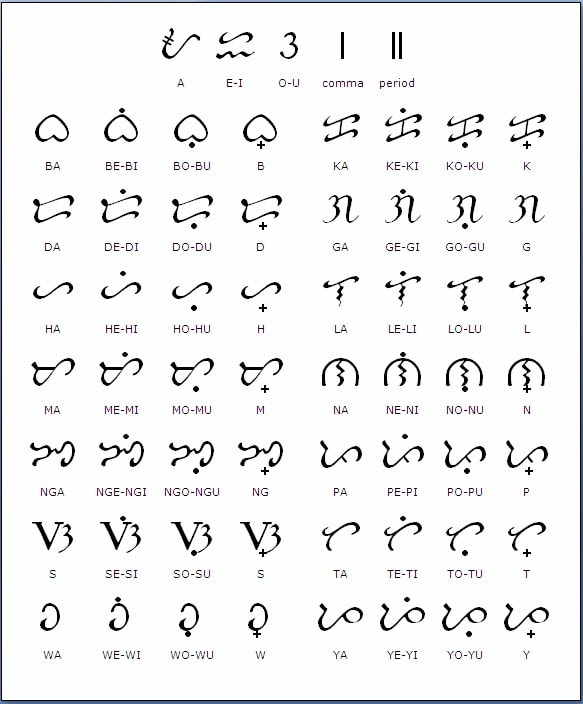 ᜀ ᜁ ᜂ ᜵ ᜶
A E-I O-U comma period
ᜊ ᜊᜒ ᜊᜓ ᜊ᜔ ᜃ ᜃᜒ ᜃᜓ ᜃ᜔
BA BE-BI BO-BU B KA KE-KI KO-KU K
ᜇ ᜇᜒ ᜇᜓ ᜇ᜔ ᜄ ᜄᜒ ᜄᜓ ᜄ
DA DE-DI DO-DU D GA GE-GI GO-GU G
ᜑ ᜑᜒ ᜑᜓ ᜑ᜔ ᜎ ᜎᜒ ᜎᜓ ᜎ᜔
HA HE-HI HO-HU H LA LE-LI LO-LU L
ᜋ ᜋᜒ ᜋᜓ ᜋ᜔ ᜈ ᜈᜒ ᜈᜓ ᜈ᜔
MA ME-MI MO-MU M NA NE-NI NO-NU N
ᜅ ᜅᜒ ᜅᜓ ᜅ᜔ ᜉ ᜉᜒ ᜉᜓ ᜉ᜔
NGA NGE-NGI NGO-NGU NG PA PE-PI PO-PU P
ᜐ ᜐᜒ ᜐᜓ ᜐ᜔ ᜆ ᜆᜒ ᜆᜓ ᜆ᜔
S SE-SI SO-SU S TA TE-TI TO-TU T
ᜏ ᜏᜒ ᜏᜓ ᜏ᜔ ᜌ ᜌᜒ ᜌᜓ ᜌ᜔
WA WE-WI WO-WU W YA YE-YI YO-YU Y